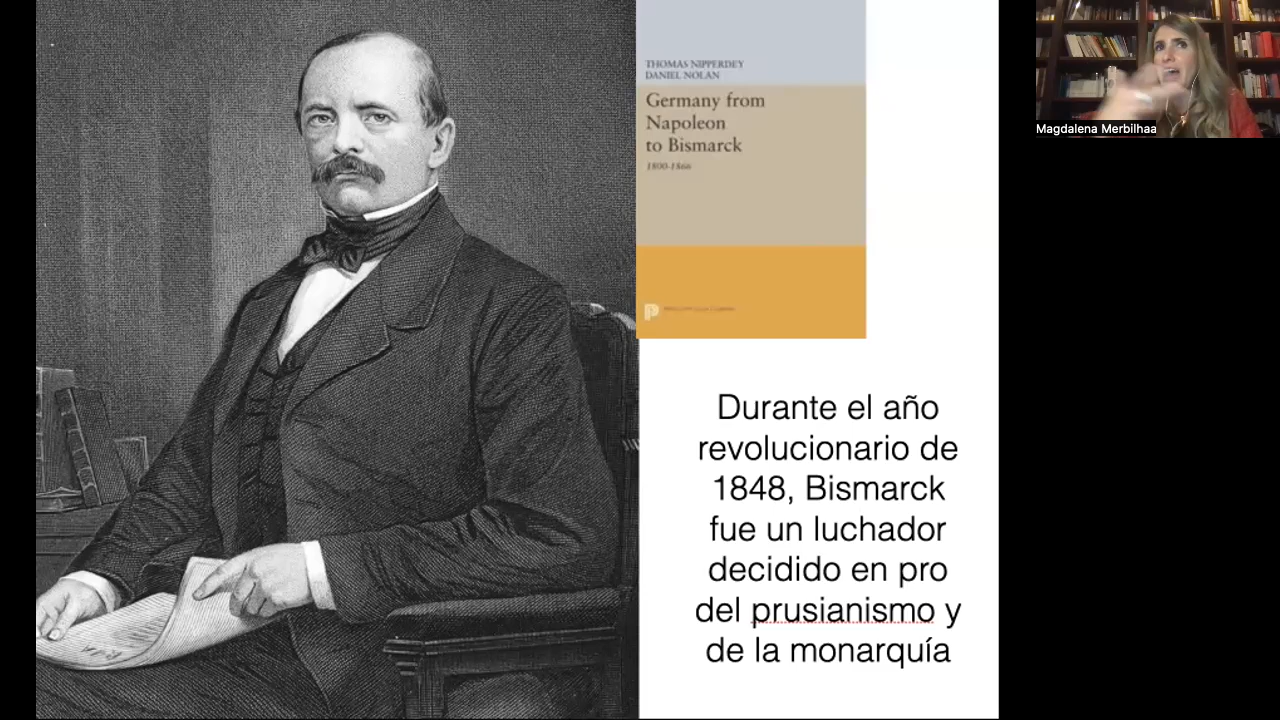 THOMAS NIPPERDEY
DANIEL NOLAN
Germany from
Napoleon
to Bismarck
1800-1866
Magdalena Merbilhaa
Durante el año
revolucionario de
1848, Bismarck
fue un luchador
decidido en pro
del prusianismo y
de la monarquía